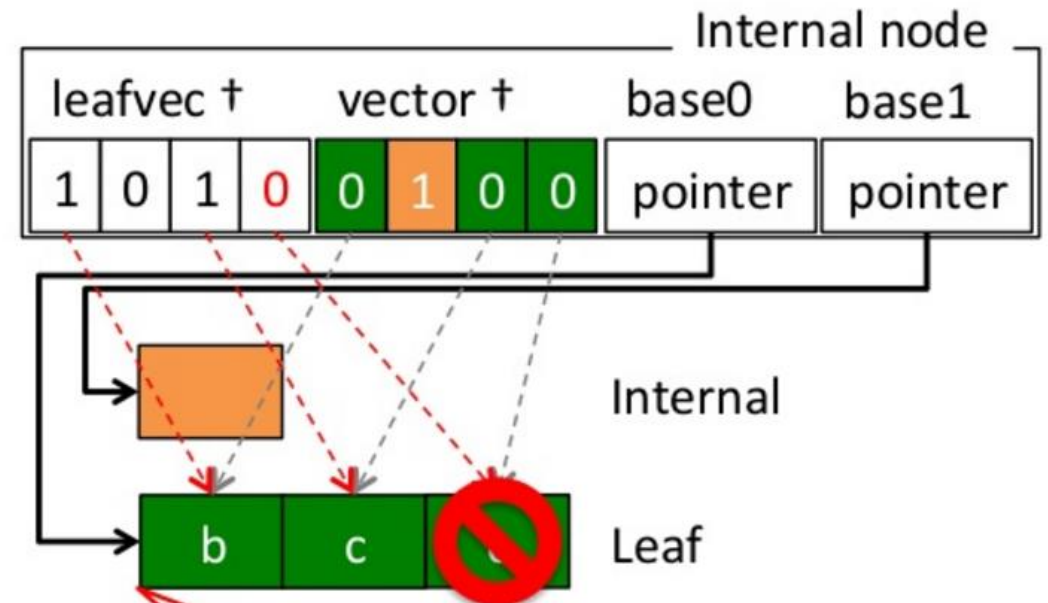 Internal node
leafvec † vector † base0 base1
1 0 1 0 0 1 0 0 pointer pointer
Internal
b c Leaf